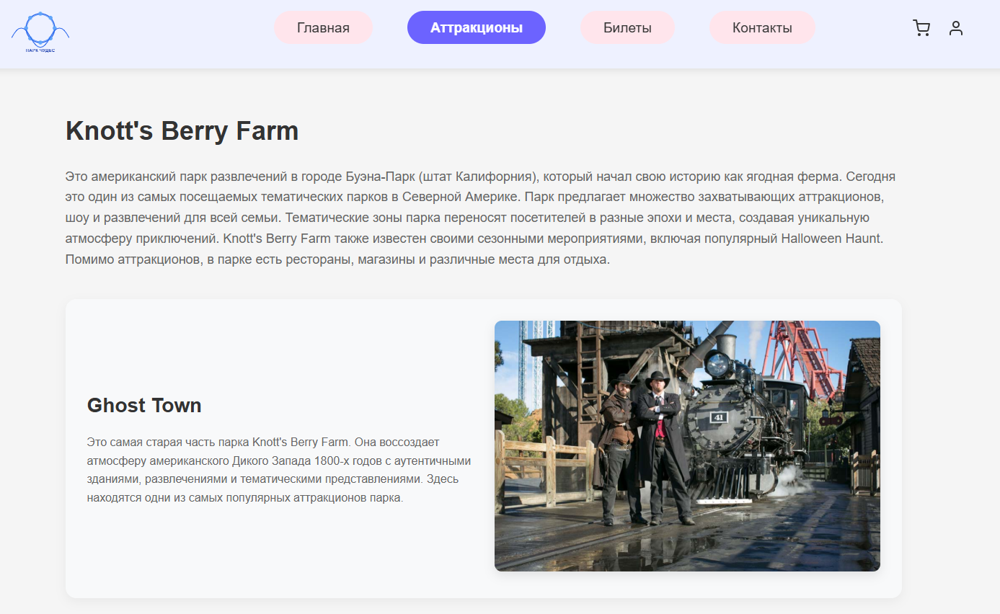 ПАРК ЧУДЕС
Главная
Аттракционы
Билеты
Контакты
Knott's Berry Farm
Это американский парк развлечений в городе Буэна-Парк (штат Калифорния), который начал свою историю как ягодная ферма. Сегодня
это один из самых посещаемых тематических парков в Северной Америке. Парк предлагает множество захватывающих аттракционов,
шоу и развлечений для всей семьи. Тематические зоны парка переносят посетителей в разные эпохи и места, создавая уникальную
атмосферу приключений. Knott's Berry Farm также известен своими сезонными мероприятиями, включая популярный Halloween Haunt.
Помимо аттракционов, в парке есть рестораны, магазины и различные места для отдыха.
Ghost Town
Это самая старая часть парка Knott's Berry Farm. Она воссоздает
атмосферу американского Дикого Запада 1800-х годов с аутентичными
зданиями, развлечениями и тематическими представлениями. Здесь
находятся одни из самых популярных аттракционов парка.
41